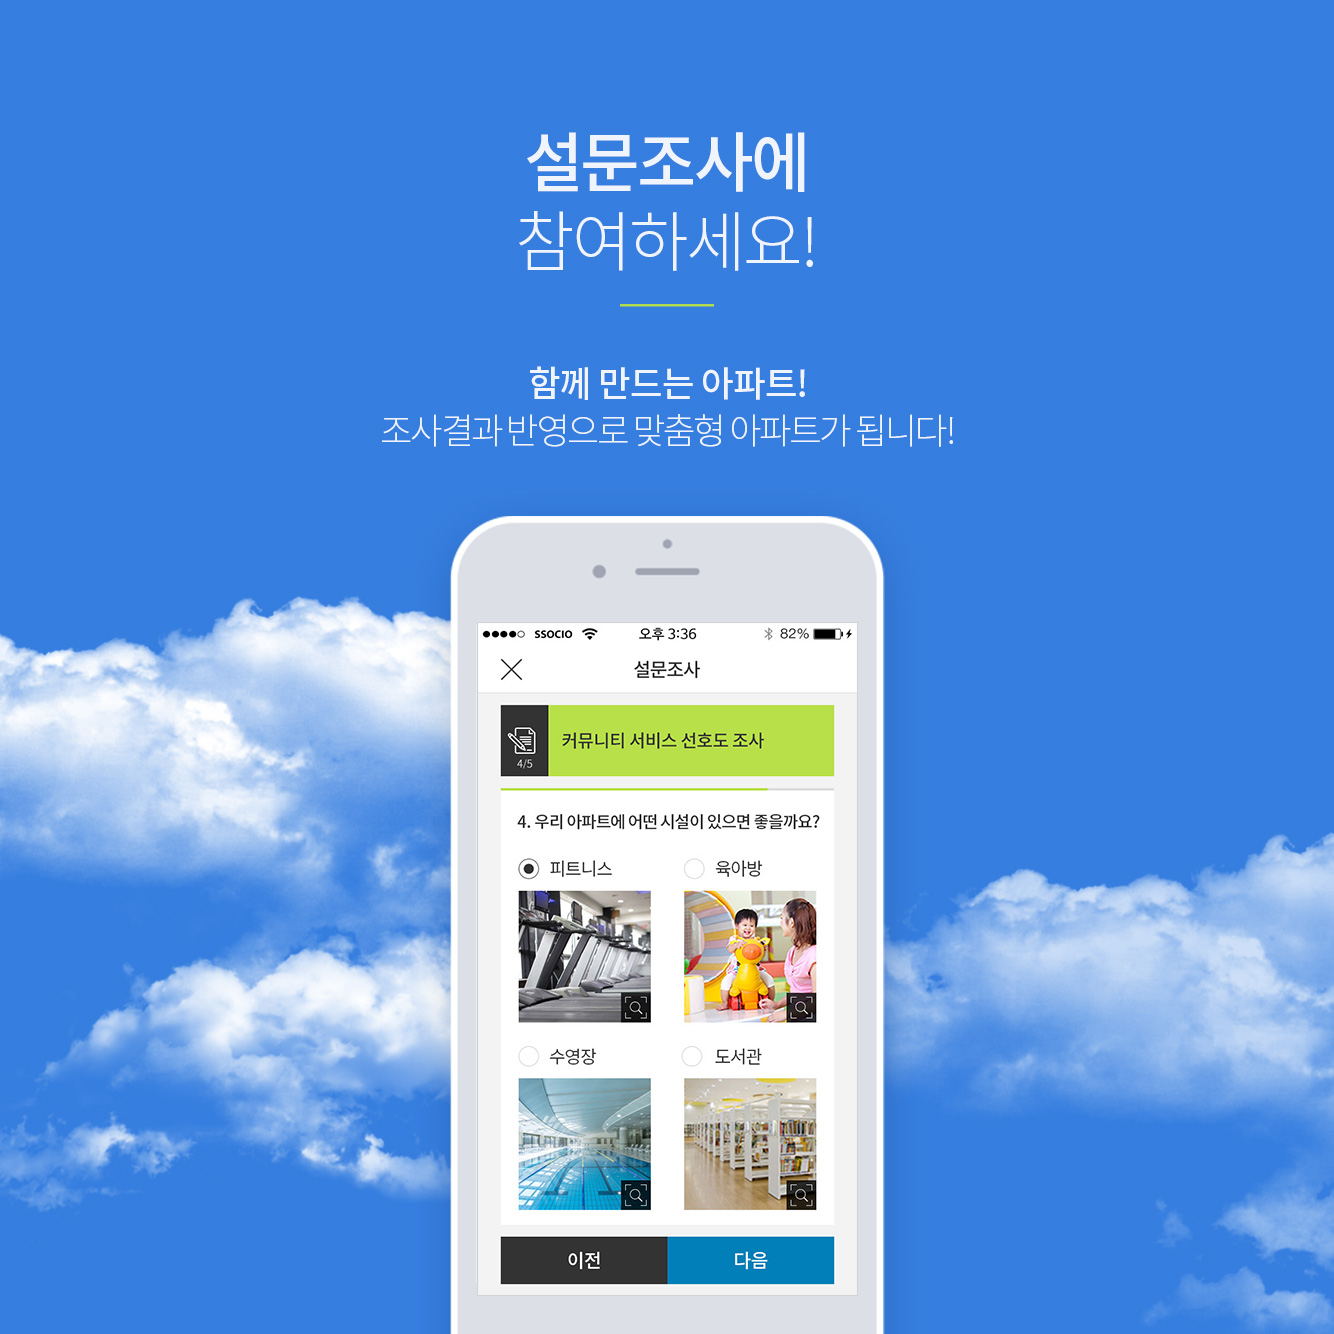 설문조사에
참여하세요!
함께 만드는 아파트!
조사결과 반영으로 맞춤형 아파트가 됩니다!
SSOCIO 오후 3:36 82%
설문조사
4/5
커뮤니티 서비스 선호도 조사
4. 우리 아파트에 어떤 시설이 있으면 좋을까요?
피트니스 육아방
수영장 도서관
이전 다음